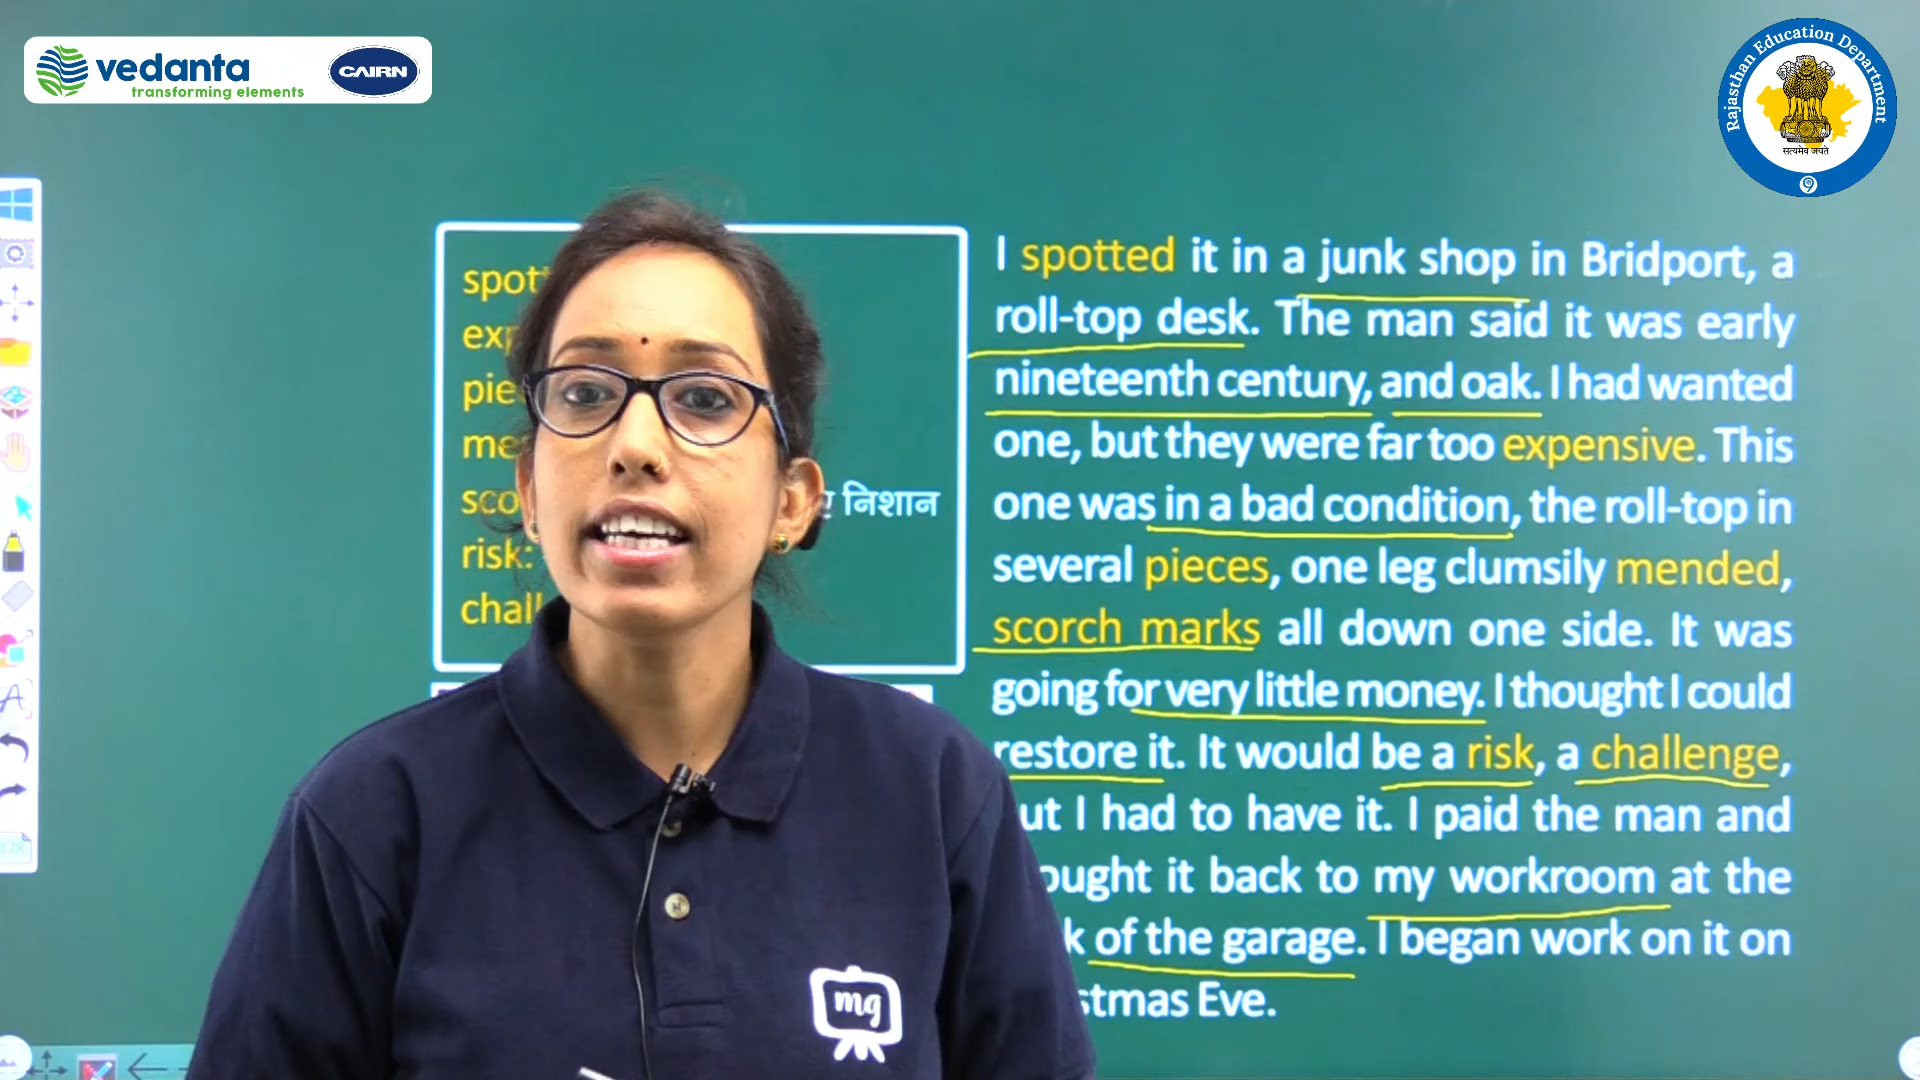 vedanta
transforming elements
CAIRN
Rajasthan Education Department
सत्यमेव जयते
I spotted it in a junk shop in Bridport, a
roll-top desk. The man said it was early
nineteenth century, and oak. I had wanted
one, but they were far too expensive. This
one was in a bad condition, the roll-top in
several pieces, one leg clumsily mended,
scorch marks all down one side. It was
going for very little money. I thought I could
restore it. It would be a risk, a challenge,
ut I had to have it. I paid the man and
ought it back to my workroom at the
k of the garage. I began work on it on
stmas Eve.
spot
exp
pie
me
sco
निशान
risk:
chall
mg
178